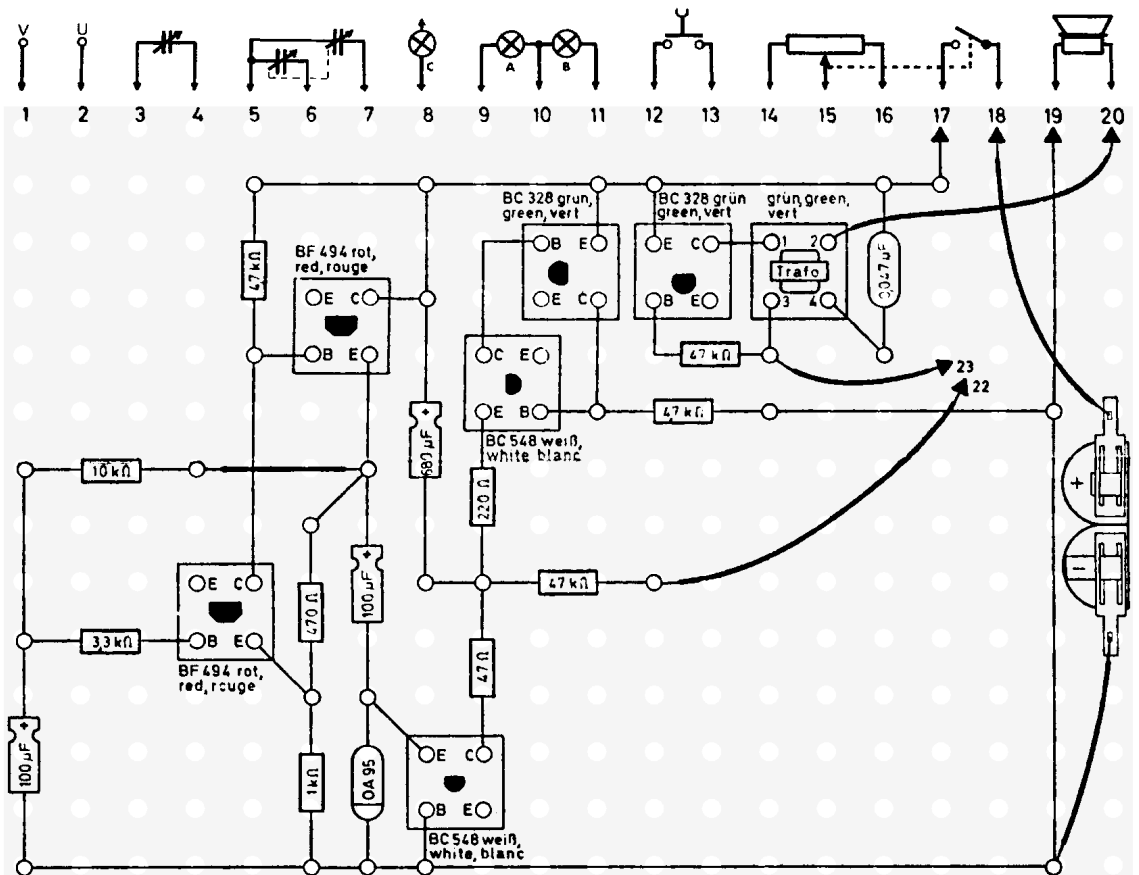 V
U
C
A
B
1
2
3
4
5
6
7
8
9
10
11
12
13
14
15
16
17
18
19
20
BC 328 grün,
green, vert
BC 328 grün
green, vert
grün, green,
vert
BF 494 rot,
red, rouge
47 kΩ
B E
E C
E C
B E
1 2
Trafo
3 4
0,047 µF
E C
B E
C E
E B
47 kΩ
23
22
47 kΩ
BC 548 weiß,
white blanc
680 µF
+
10 kΩ
220 Ω
+
−
100 µF
+
470 Ω
47 kΩ
E C
B E
3,3 kΩ
BF 494 rot,
red, rouge
47 Ω
100 µF
+
1 kΩ
OA 95
E C
B E
BC 548 weiß,
white, blanc